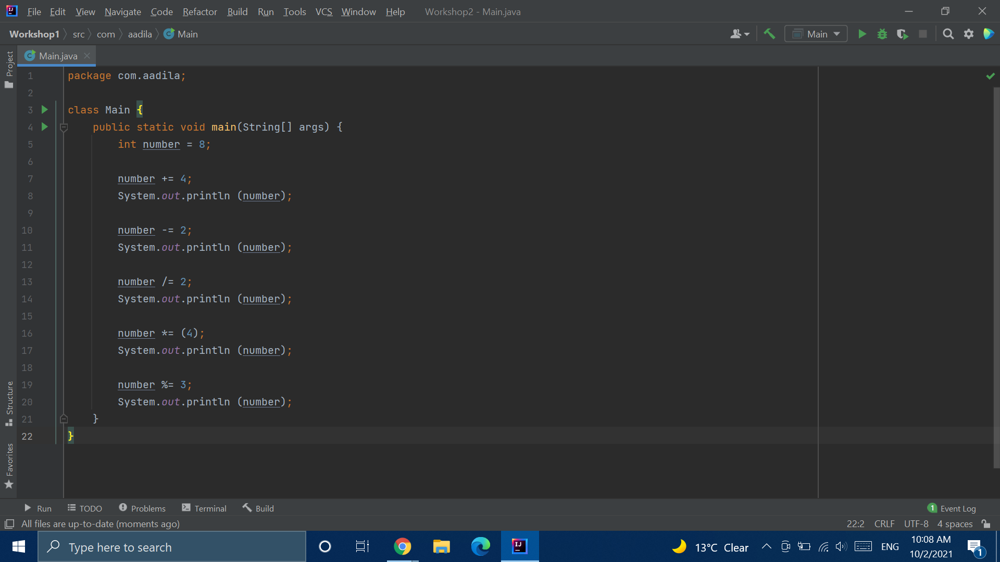 File Edit View Navigate Code Refactor Build Run Tools VCS Window Help Workshop2 - Main.java
Workshop1 src com aadila Main Main
Main.java
Project
1 package com.aadila;
2
3 class Main {
4 public static void main(String[] args) {
5 int number = 8;
6
7 number += 4;
8 System.out.println (number);
9
10 number -= 2;
11 System.out.println (number);
12
13 number /= 2;
14 System.out.println (number);
15
16 number *= (4);
17 System.out.println (number);
18
19 number %= 3;
20 System.out.println (number);
21 }
22 }
Structure
Favorites
Run TODO Problems Terminal Build 1 Event Log
All files are up-to-date (moments ago) 22:2 CRLF UTF-8 4 spaces
Type here to search 13°C Clear ENG 10:08 AM
10/2/2021 1